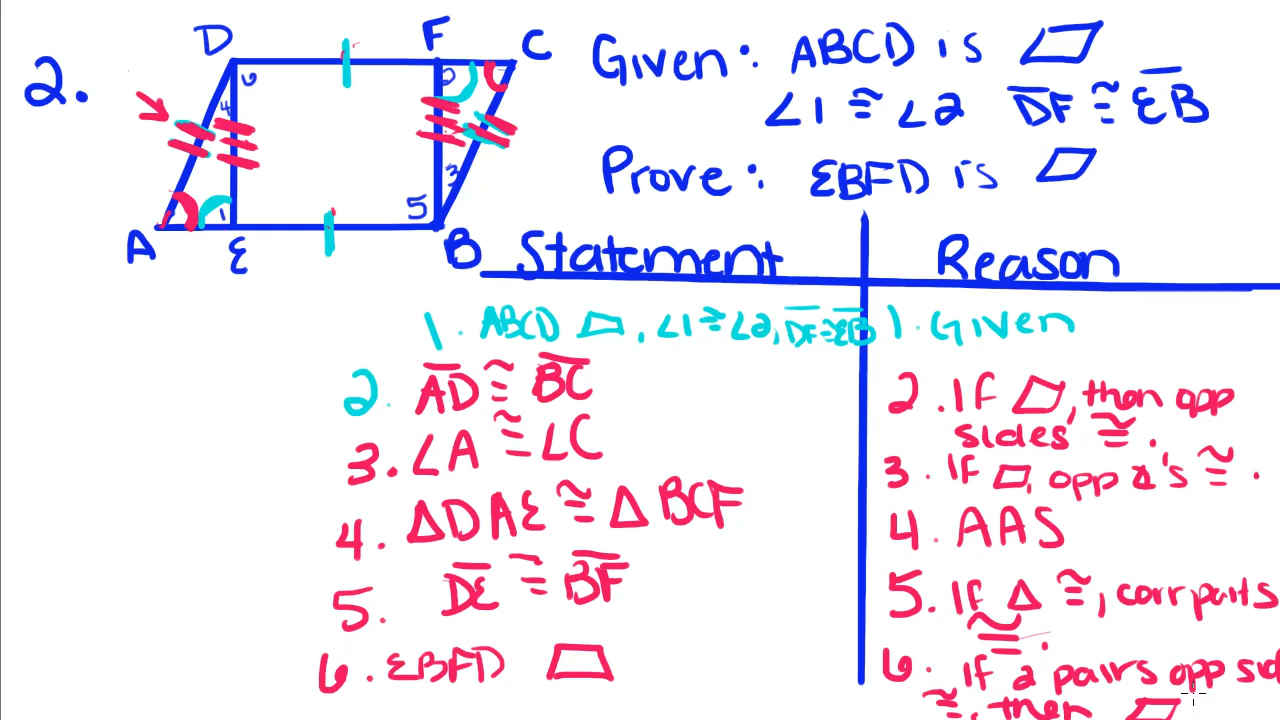 2.
D F C
6 2
4
3
1 5
A E B
Given: ABCD is ▱
∠1 ≅ ∠2 DF ≅ EB
Prove: EBFD is ▱
Statement Reason
1. ABCD ▱, ∠1 ≅ ∠2, DF ≅ EB 1. Given
2. AD ≅ BC 2. If ▱, then opp
sides ≅.
3. ∠A ≅ ∠C 3. If ▱, opp ∠'s ≅.
4. ΔDAE ≅ ΔBCF 4. AAS
5. DE ≅ BF 5. If Δ ≅, corr parts
≅.
6. EBFD ▱ 6. If 2 pairs opp sid
≅, then ▱